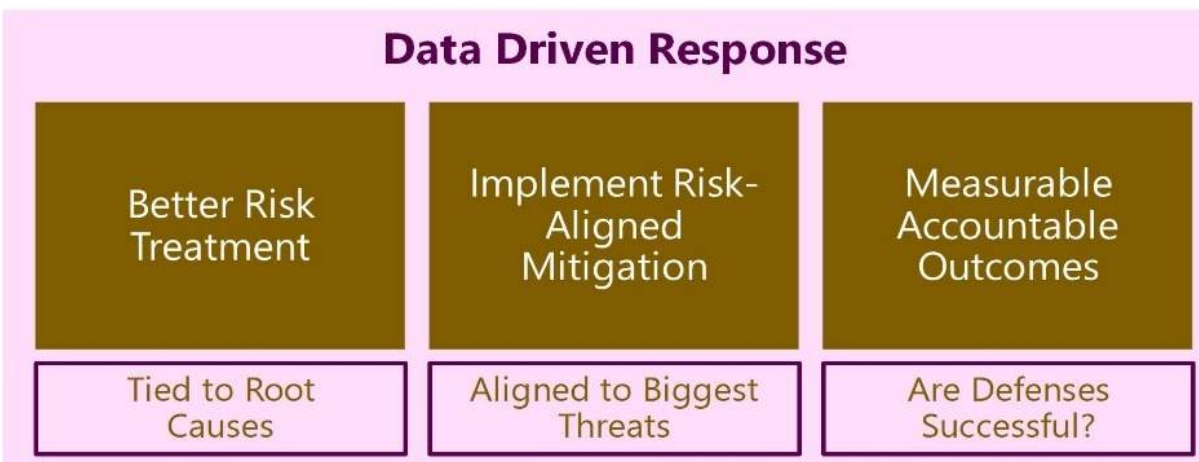 Data Driven Response
Better Risk
Treatment
Implement Risk-
Aligned
Mitigation
Measurable
Accountable
Outcomes
Tied to Root
Causes
Aligned to Biggest
Threats
Are Defenses
Successful?